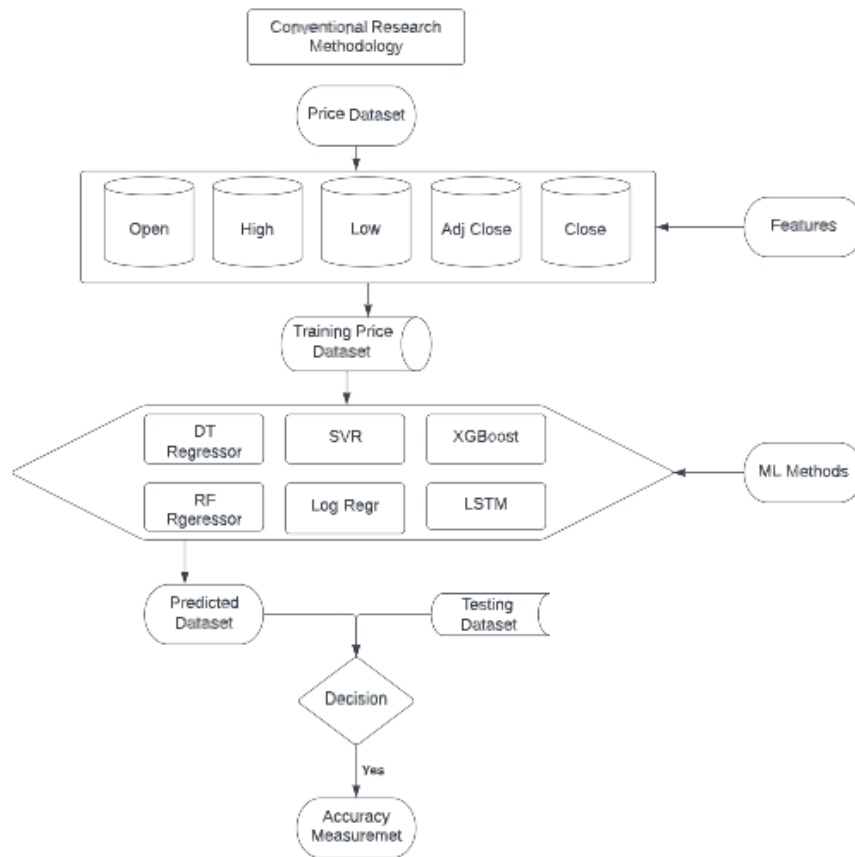 Conventional Research
Methodology
Price Dataset
Open
High
Low
Adj Close
Close
Features
Training Price
Dataset
DT
Regressor
SVR
XGBoost
ML Methods
RF
Rgeressor
Log Regr
LSTM
Predicted
Dataset
Testing
Dataset
Decision
Yes
Accuracy
Measuremet